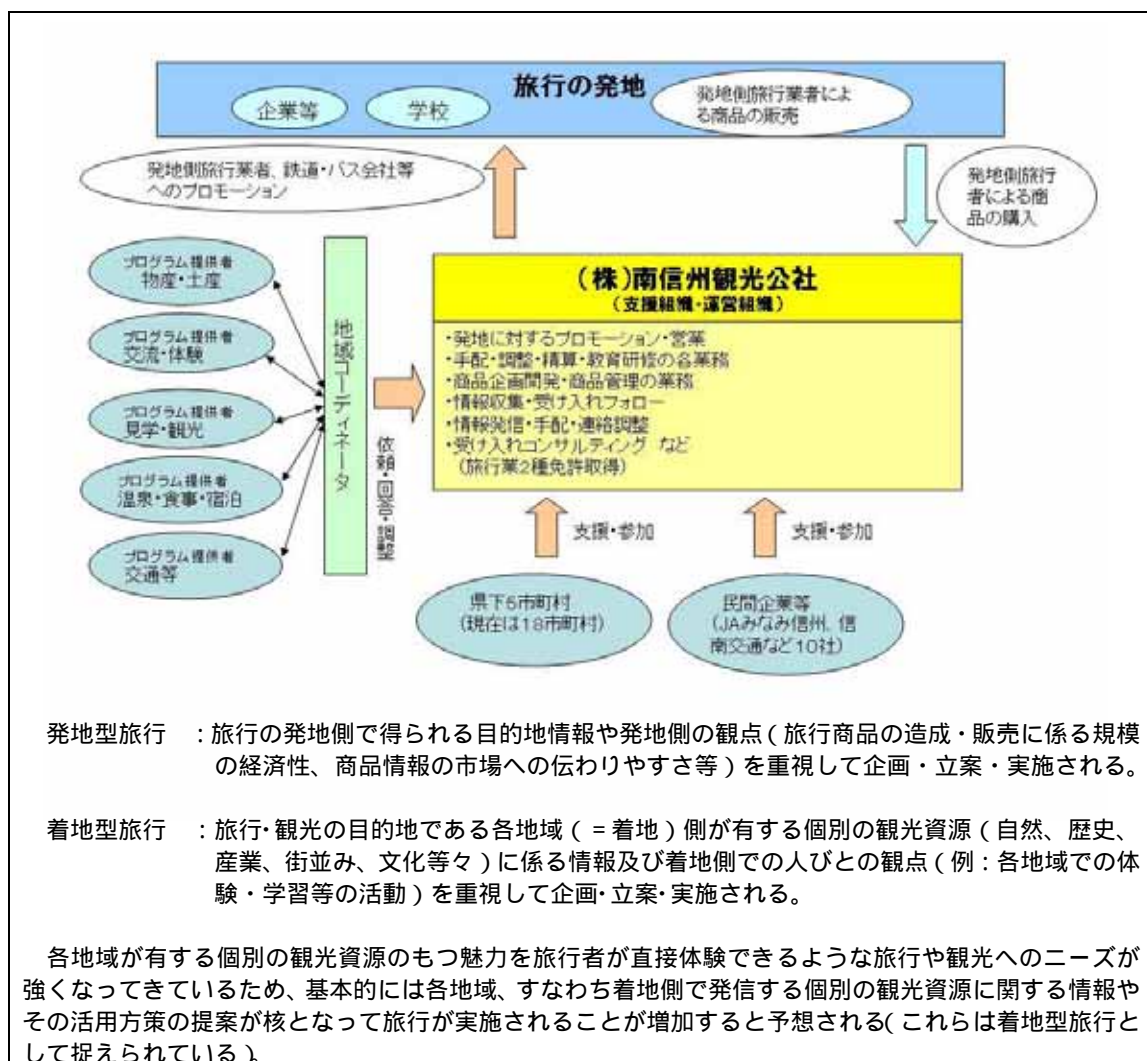 旅行の発地
企業等
学校
発地側旅行業者によ
る商品の販売
発地側旅行業者、鉄道・バス会社等
へのプロモーション
発地側旅行
者による商
品の購入
プログラム提供者
物産・土産
プログラム提供者
交流・体験
プログラム提供者
見学・観光
プログラム提供者
温泉・食事・宿泊
プログラム提供者
交通等
地域コーディネータ
依頼・回答・調整
(株)南信州観光公社
(支援組織・運営組織)
・発地に対するプロモーション・営業
・手配・調整・精算・教育研修の各業務
・商品企画開発・商品管理の業務
・情報収集・受け入れフォロー
・情報発信・手配・連絡調整
・受け入れコンサルティング など
(旅行業2種免許取得)
支援・参加
支援・参加
県下5市町村
(現在は18市町村)
民間企業等
(JAみなみ信州、信
南交通など10社)
発地型旅行 :旅行の発地側で得られる目的地情報や発地側の観点(旅行商品の造成・販売に係る規模
の経済性、商品情報の市場への伝わりやすさ等)を重視して企画・立案・実施される。
着地型旅行 :旅行・観光の目的地である各地域(=着地)側が有する個別の観光資源(自然、歴史、
産業、街並み、文化等々)に係る情報及び着地側での人びとの観点(例:各地域での体
験・学習等の活動)を重視して企画・立案・実施される。
各地域が有する個別の観光資源のもつ魅力を旅行者が直接体験できるような旅行や観光へのニーズが
強くなってきているため、基本的には各地域、すなわち着地側で発信する個別の観光資源に関する情報や
その活用方策の提案が核となって旅行が実施されることが増加すると予想される(これらは着地型旅行と
して捉えられている)。